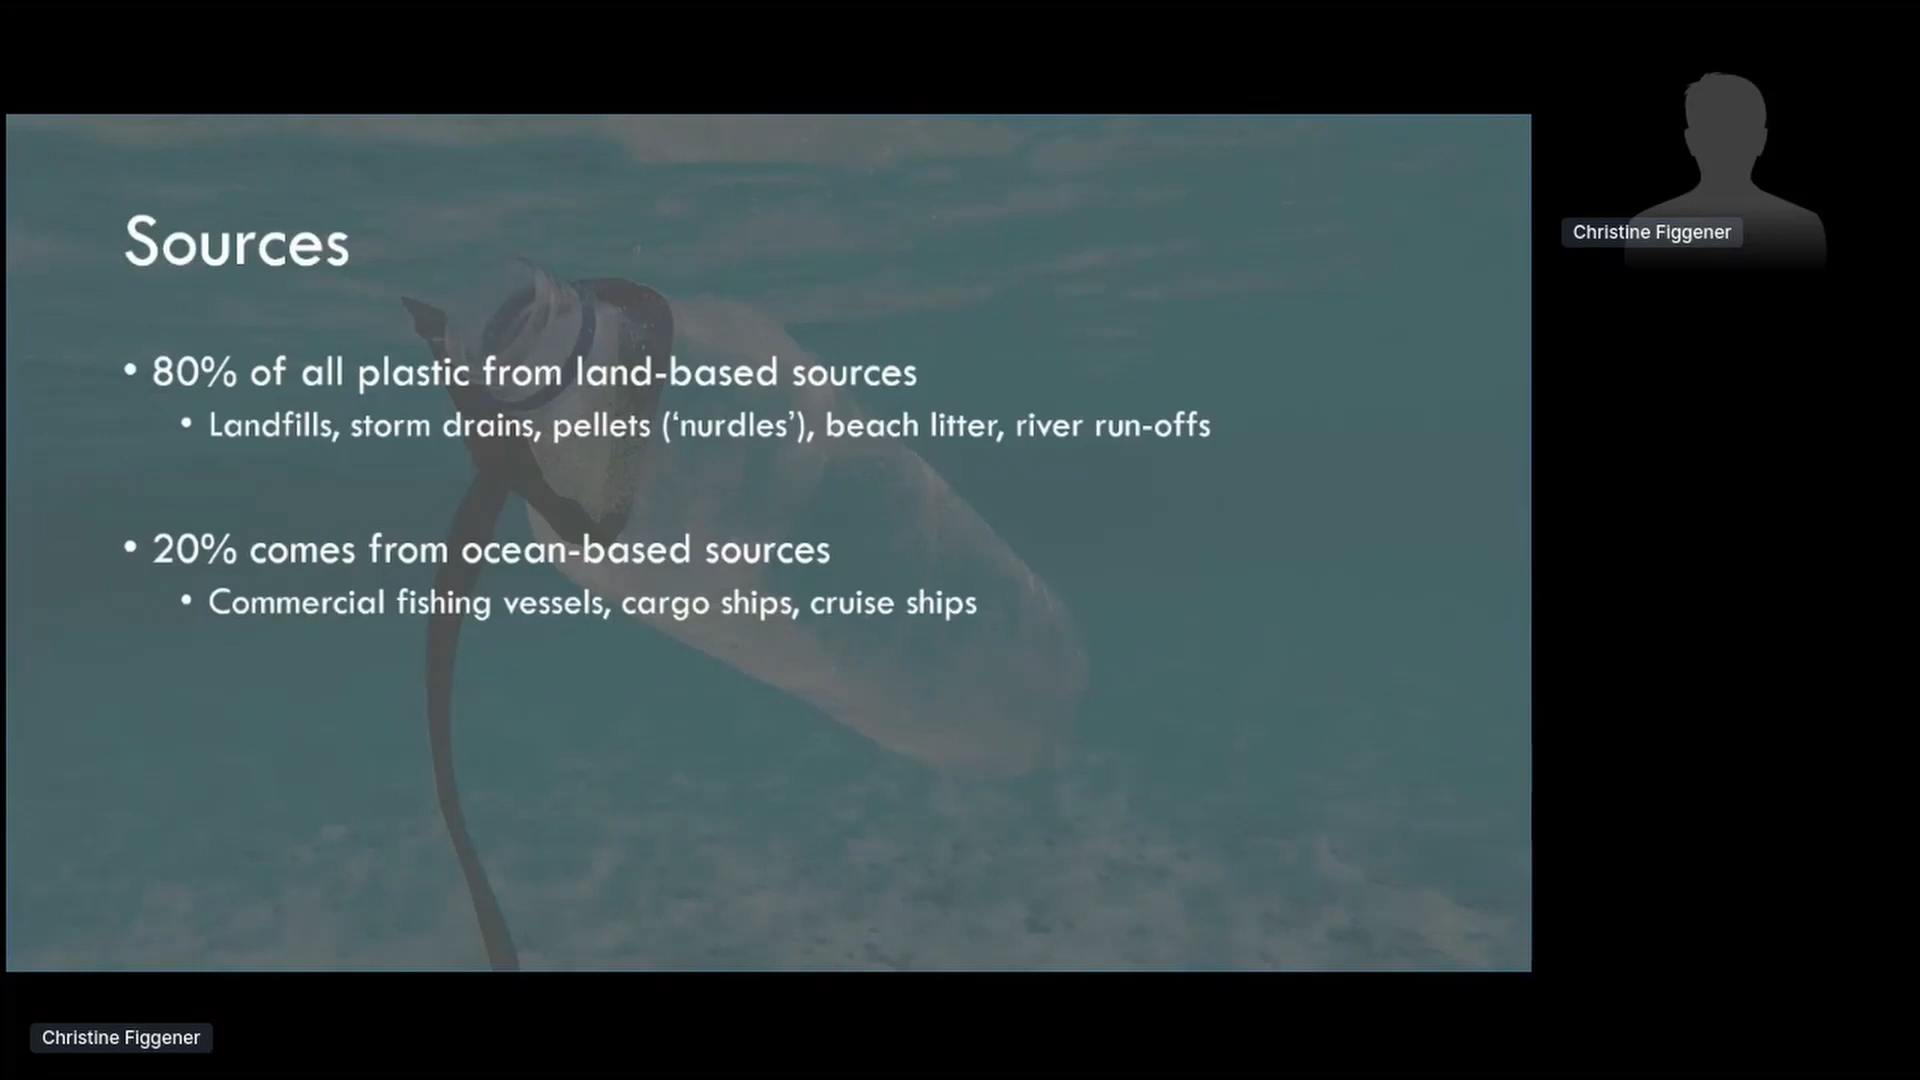 Sources
• 80% of all plastic from land-based sources
• Landfills, storm drains, pellets (‘nurdles’), beach litter, river run-offs
• 20% comes from ocean-based sources
• Commercial fishing vessels, cargo ships, cruise ships
Christine Figgener
Christine Figgener